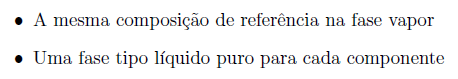 • A mesma composição de referência na fase vapor
• Uma fase tipo líquido puro para cada componente